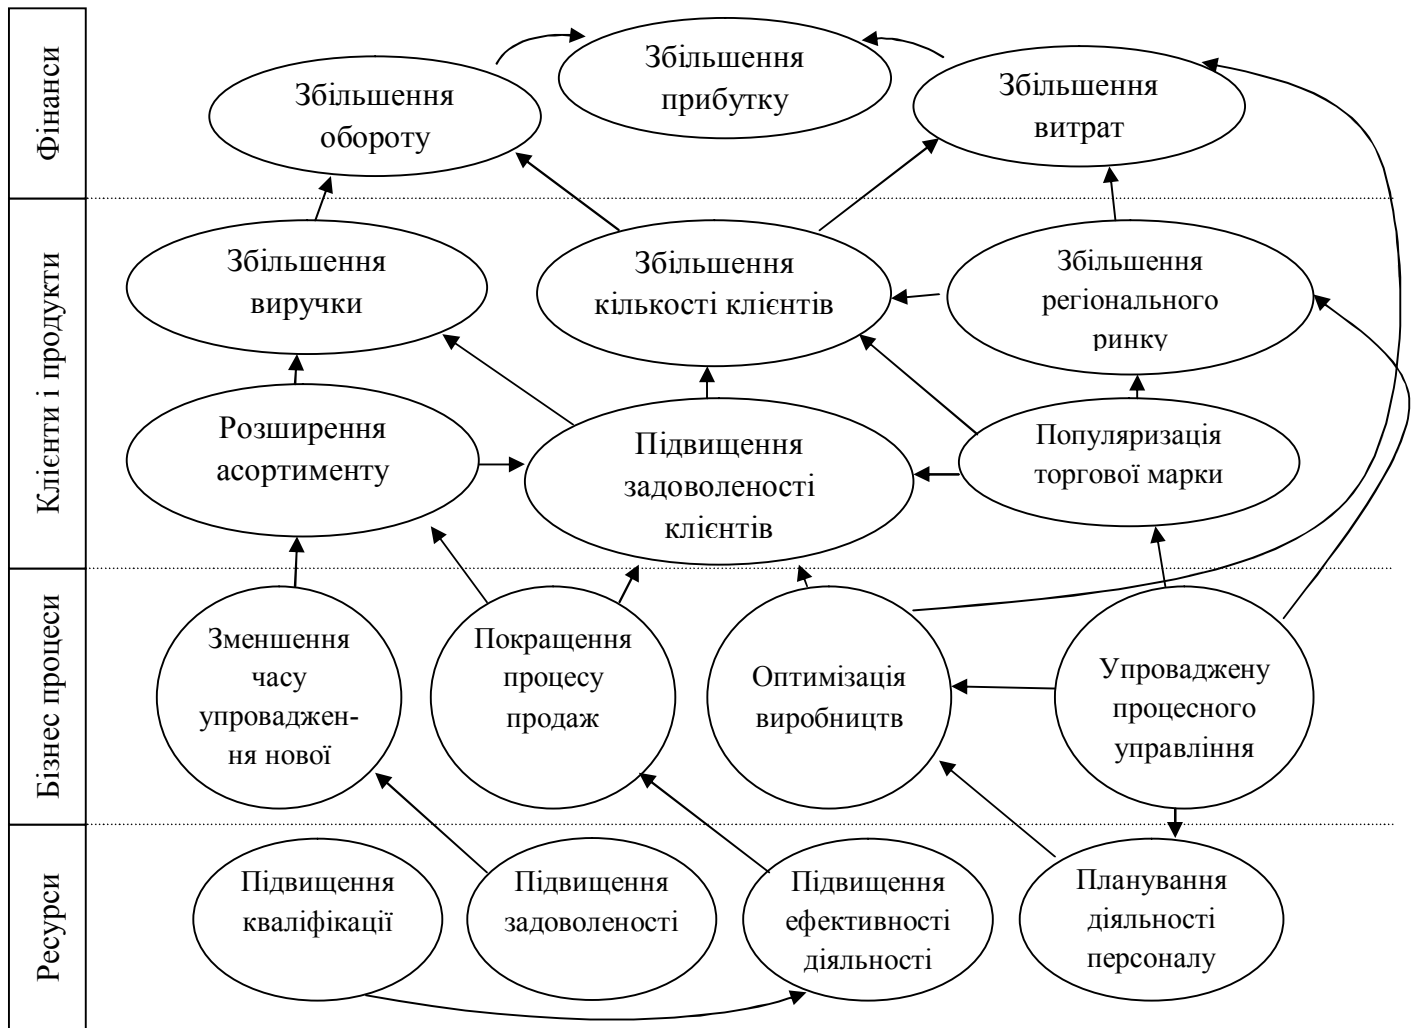 Фінанси
Збільшення
обороту
Збільшення
прибутку
Збільшення
витрат
Клієнти і продукти
Збільшення
виручки
Збільшення
кількості клієнтів
Збільшення
регіонального
ринку
Розширення
асортименту
Підвищення
задоволеності
клієнтів
Популяризація
торгової марки
Бізнес процеси
Зменшення
часу
упроваджен-
ня нової
Покращення
процесу
продаж
Оптимізація
виробництв
Упроваджену
процесного
управління
Ресурси
Підвищення
кваліфікації
Підвищення
задоволеності
Підвищення
ефективності
діяльності
Планування
діяльності
персоналу